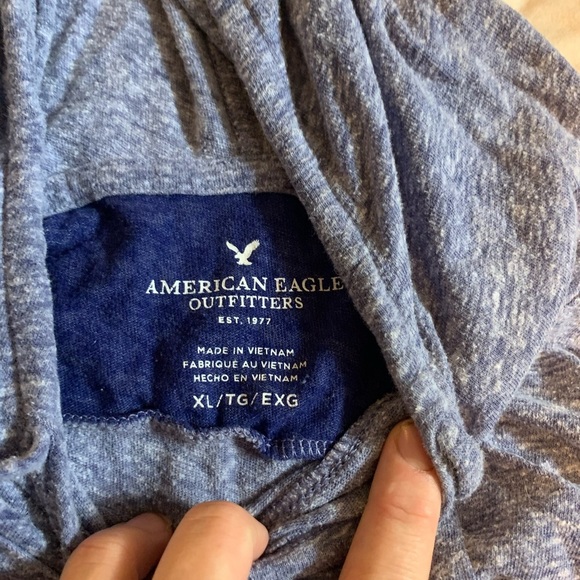 AMERICAN EAGLE
OUTFITTERS
EST. 1977
MADE IN VIETNAM
FABRIQUÉ AU VIETNAM
HECHO EN VIETNAM
XL/TG/EXG